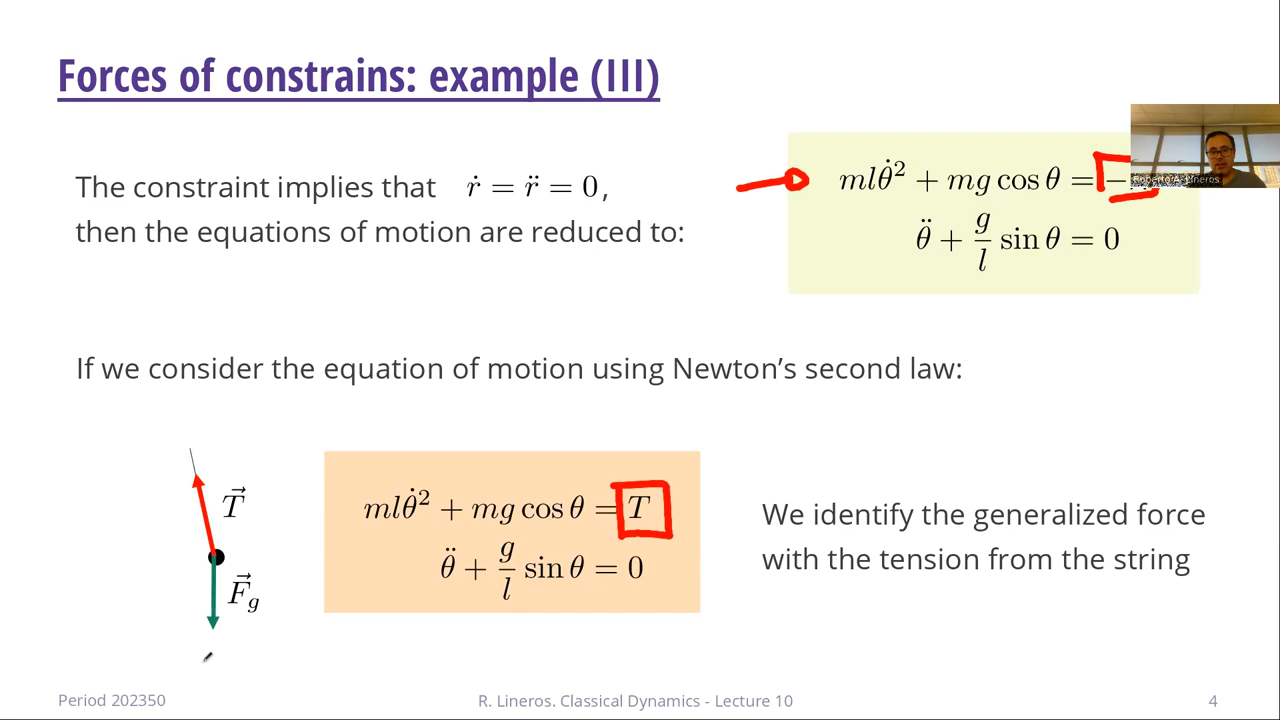 Forces of constrains: example (III)
The constraint implies that ṙ = r̈ = 0,
then the equations of motion are reduced to:
mlθ̇² + mg cos θ = −
θ̈ + g/l sin θ = 0
Roberto A. Lineros
If we consider the equation of motion using Newton’s second law:
T⃗
F⃗g
mlθ̇² + mg cos θ = T
θ̈ + g/l sin θ = 0
We identify the generalized force
with the tension from the string
Period 202350
R. Lineros. Classical Dynamics - Lecture 10
4